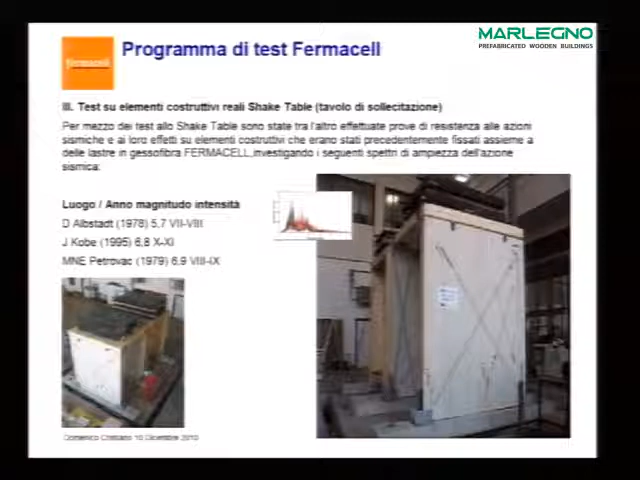 MARLEGNO
PREFABRICATED WOODEN BUILDINGS
fermacell
Programma di test Fermacell
III. Test su elementi costruttivi reali Shake Table (tavolo di sollecitazione)
Per mezzo dei test allo Shake Table sono state tra l'altro effettuate prove di resistenza alle azioni
sismiche e ai loro effetti su elementi costruttivi che erano stati precedentemente fissati assieme a
delle lastre in gessofibra FERMACELL,investigando i seguenti spettri di ampiezza dell'azione
sismica:
Luogo / Anno magnitudo intensità
D Albstadt (1978) 5,7 VII-VIII
J Kobe (1995) 6,8 X-XI
MNE Petrovac (1979) 6,9 VIII-IX
Domenico Cristiano 10 Dicembre 2010